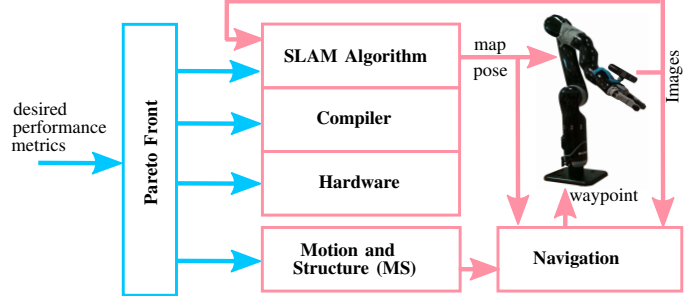 desired
performance
metrics
Pareto Front
SLAM Algorithm
Compiler
Hardware
Motion and
Structure (MS)
map
pose
Images
waypoint
Navigation